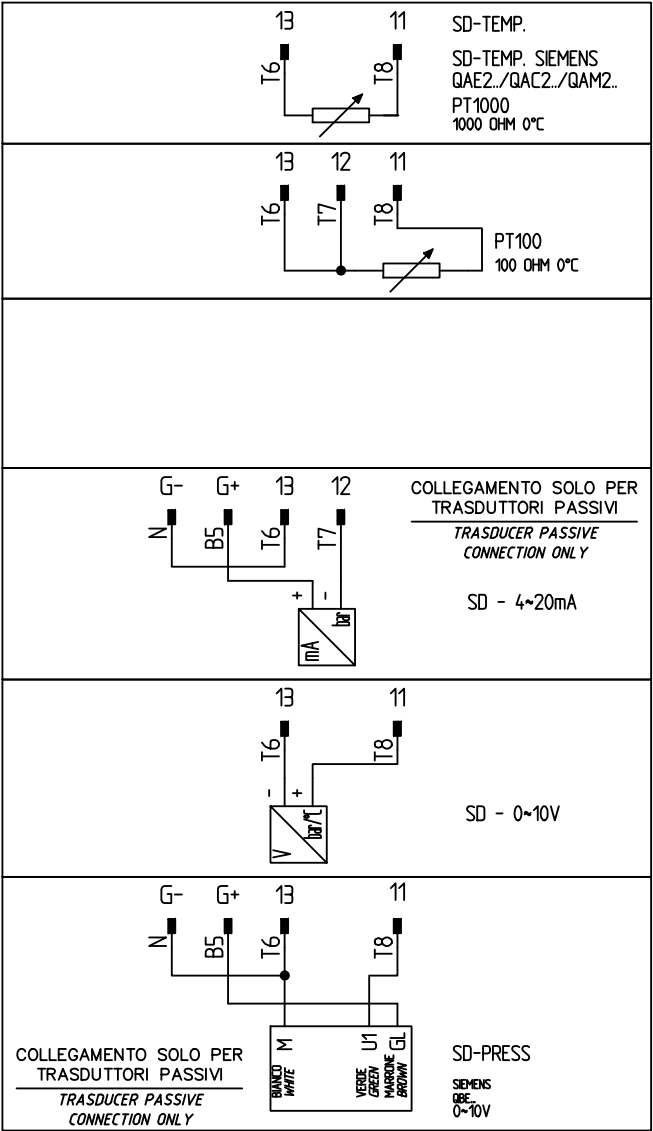 13 11 SD-TEMP.
T6 T8 SD-TEMP. SIEMENS
QAE2../QAC2../QAM2..
PT1000
1000 OHM 0°C
13 12 11
T6 T7 T8
PT100
100 OHM 0°C
G- G+ 13 12
N B5 T6 T7
COLLEGAMENTO SOLO PER
TRASDUTTORI PASSIVI
TRASDUCER PASSIVE
CONNECTION ONLY
+ -
mA bar
SD - 4~20mA
13 11
T6 T8
- +
V bar/°C
SD - 0~10V
G- G+ 13 11
N B5 T6 T8
M U1 GL
BIANCO
WHITE
VERDE
GREEN
MARRONE
BROWN
COLLEGAMENTO SOLO PER
TRASDUTTORI PASSIVI
TRASDUCER PASSIVE
CONNECTION ONLY
SD-PRESS
SIEMENS
QBE..
0~10V